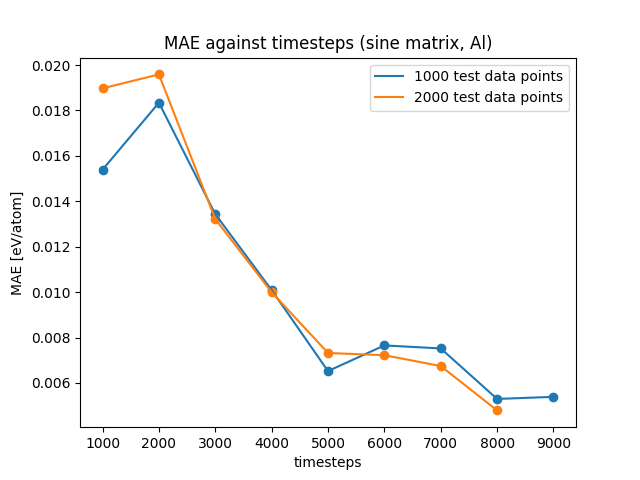 MAE against timesteps (sine matrix, Al)
1000 test data points
2000 test data points
MAE [eV/atom]
0.020
0.018
0.016
0.014
0.012
0.010
0.008
0.006
1000 2000 3000 4000 5000 6000 7000 8000 9000
timesteps